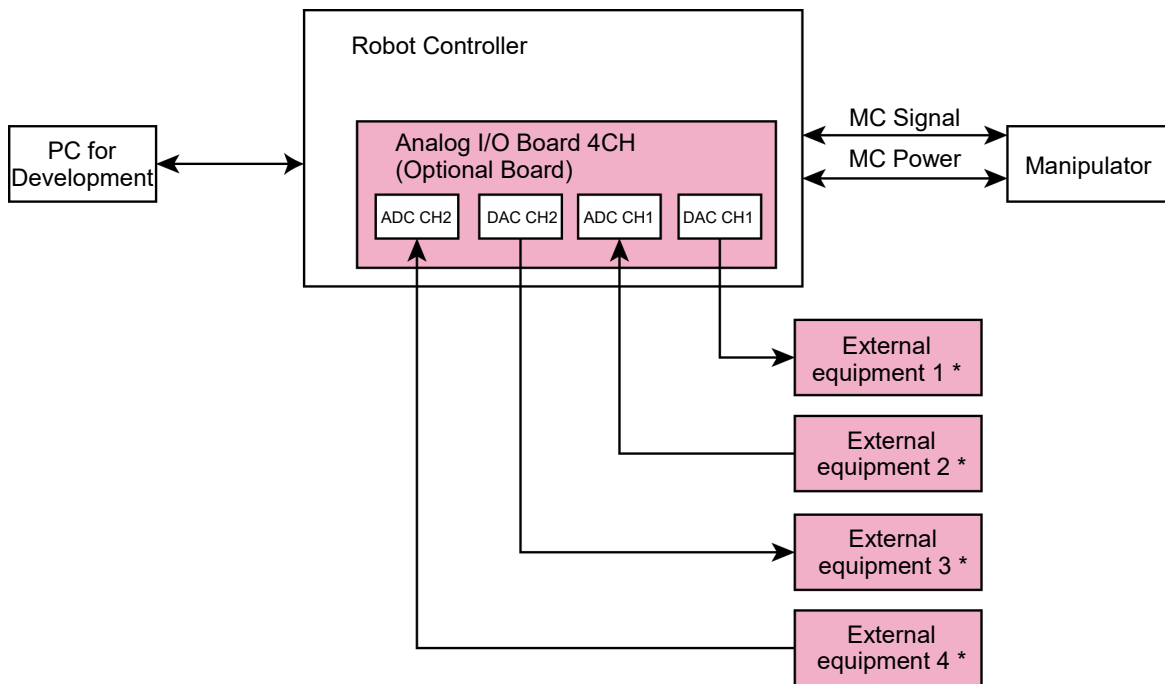 Robot Controller
PC for
Development
Analog I/O Board 4CH
(Optional Board)
ADC CH2
DAC CH2
ADC CH1
DAC CH1
MC Signal
MC Power
Manipulator
External
equipment 1 *
External
equipment 2 *
External
equipment 3 *
External
equipment 4 *